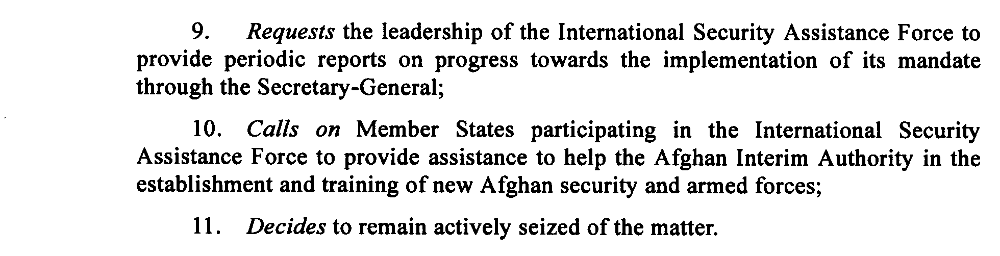 9. Requests the leadership of the International Security Assistance Force to
provide periodic reports on progress towards the implementation of its mandate
through the Secretary-General;
10. Calls on Member States participating in the International Security
Assistance Force to provide assistance to help the Afghan Interim Authority in the
establishment and training of new Afghan security and armed forces;
11. Decides to remain actively seized of the matter.